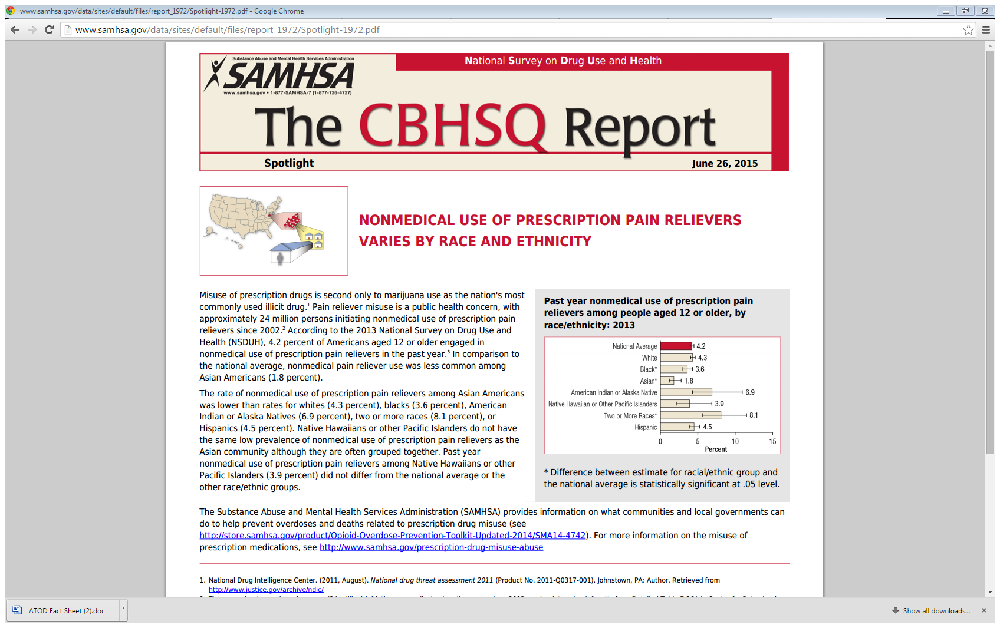 www.samhsa.gov/data/sites/default/files/report_1972/Spotlight-1972.pdf - Google Chrome
www.samhsa.gov/data/sites/default/files/report_1972/Spotlight-1972.pdf
Substance Abuse and Mental Health Services Administration
SAMHSA
www.samhsa.gov • 1-877-SAMHSA-7 (1-877-726-4727)
National Survey on Drug Use and Health
The CBHSQ Report
Spotlight
June 26, 2015
NONMEDICAL USE OF PRESCRIPTION PAIN RELIEVERS
VARIES BY RACE AND ETHNICITY
Misuse of prescription drugs is second only to marijuana use as the nation's most
commonly used illicit drug.1 Pain reliever misuse is a public health concern, with
approximately 24 million persons initiating nonmedical use of prescription pain
relievers since 2002.2 According to the 2013 National Survey on Drug Use and
Health (NSDUH), 4.2 percent of Americans aged 12 or older engaged in
nonmedical use of prescription pain relievers in the past year.3 In comparison to
the national average, nonmedical pain reliever use was less common among
Asian Americans (1.8 percent).
The rate of nonmedical use of prescription pain relievers among Asian Americans
was lower than rates for whites (4.3 percent), blacks (3.6 percent), American
Indian or Alaska Natives (6.9 percent), two or more races (8.1 percent), or
Hispanics (4.5 percent). Native Hawaiians or other Pacific Islanders do not have
the same low prevalence of nonmedical use of prescription pain relievers as the
Asian community although they are often grouped together. Past year
nonmedical use of prescription pain relievers among Native Hawaiians or other
Pacific Islanders (3.9 percent) did not differ from the national average or the
other race/ethnic groups.
Past year nonmedical use of prescription pain
relievers among people aged 12 or older, by
race/ethnicity: 2013
National Average 4.2
White 4.3
Black* 3.6
Asian* 1.8
American Indian or Alaska Native 6.9
Native Hawaiian or Other Pacific Islanders 3.9
Two or More Races* 8.1
Hispanic 4.5
0 5 10 15
Percent
* Difference between estimate for racial/ethnic group and
the national average is statistically significant at .05 level.
The Substance Abuse and Mental Health Services Administration (SAMHSA) provides information on what communities and local governments can
do to help prevent overdoses and deaths related to prescription drug misuse (see
http://store.samhsa.gov/product/Opioid-Overdose-Prevention-Toolkit-Updated-2014/SMA14-4742). For more information on the misuse of
prescription medications, see http://www.samhsa.gov/prescription-drug-misuse-abuse
1. National Drug Intelligence Center. (2011, August). National drug threat assessment 2011 (Product No. 2011-Q0317-001). Johnstown, PA: Author. Retrieved from
http://www.justice.gov/archive/ndic/
ATOD Fact Sheet (2).doc
Show all downloads...